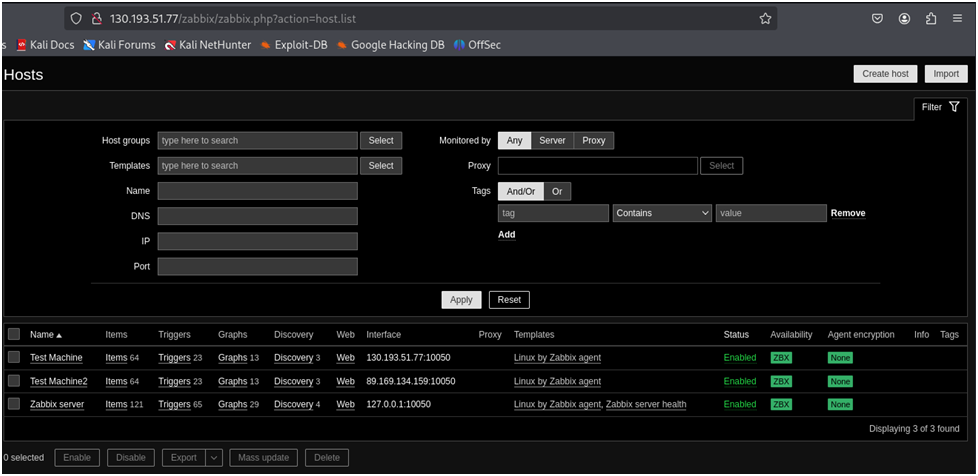 130.193.51.77/zabbix/zabbix.php?action=host.list
s Kali Docs Kali Forums Kali NetHunter Exploit-DB Google Hacking DB OffSec
Hosts Create host Import
Filter
Host groups type here to search Select Monitored by Any Server Proxy
Templates type here to search Select Proxy Select
Name Tags And/Or Or
DNS tag Contains value Remove
IP Add
Port
Apply Reset
Name Items Triggers Graphs Discovery Web Interface Proxy Templates Status Availability Agent encryption Info Tags
Test Machine Items 64 Triggers 23 Graphs 13 Discovery 3 Web 130.193.51.77:10050 Linux by Zabbix agent Enabled ZBX None
Test Machine2 Items 64 Triggers 23 Graphs 13 Discovery 3 Web 89.169.134.159:10050 Linux by Zabbix agent Enabled ZBX None
Zabbix server Items 121 Triggers 65 Graphs 29 Discovery 4 Web 127.0.0.1:10050 Linux by Zabbix agent, Zabbix server health Enabled ZBX None
Displaying 3 of 3 found
0 selected Enable Disable Export Mass update Delete